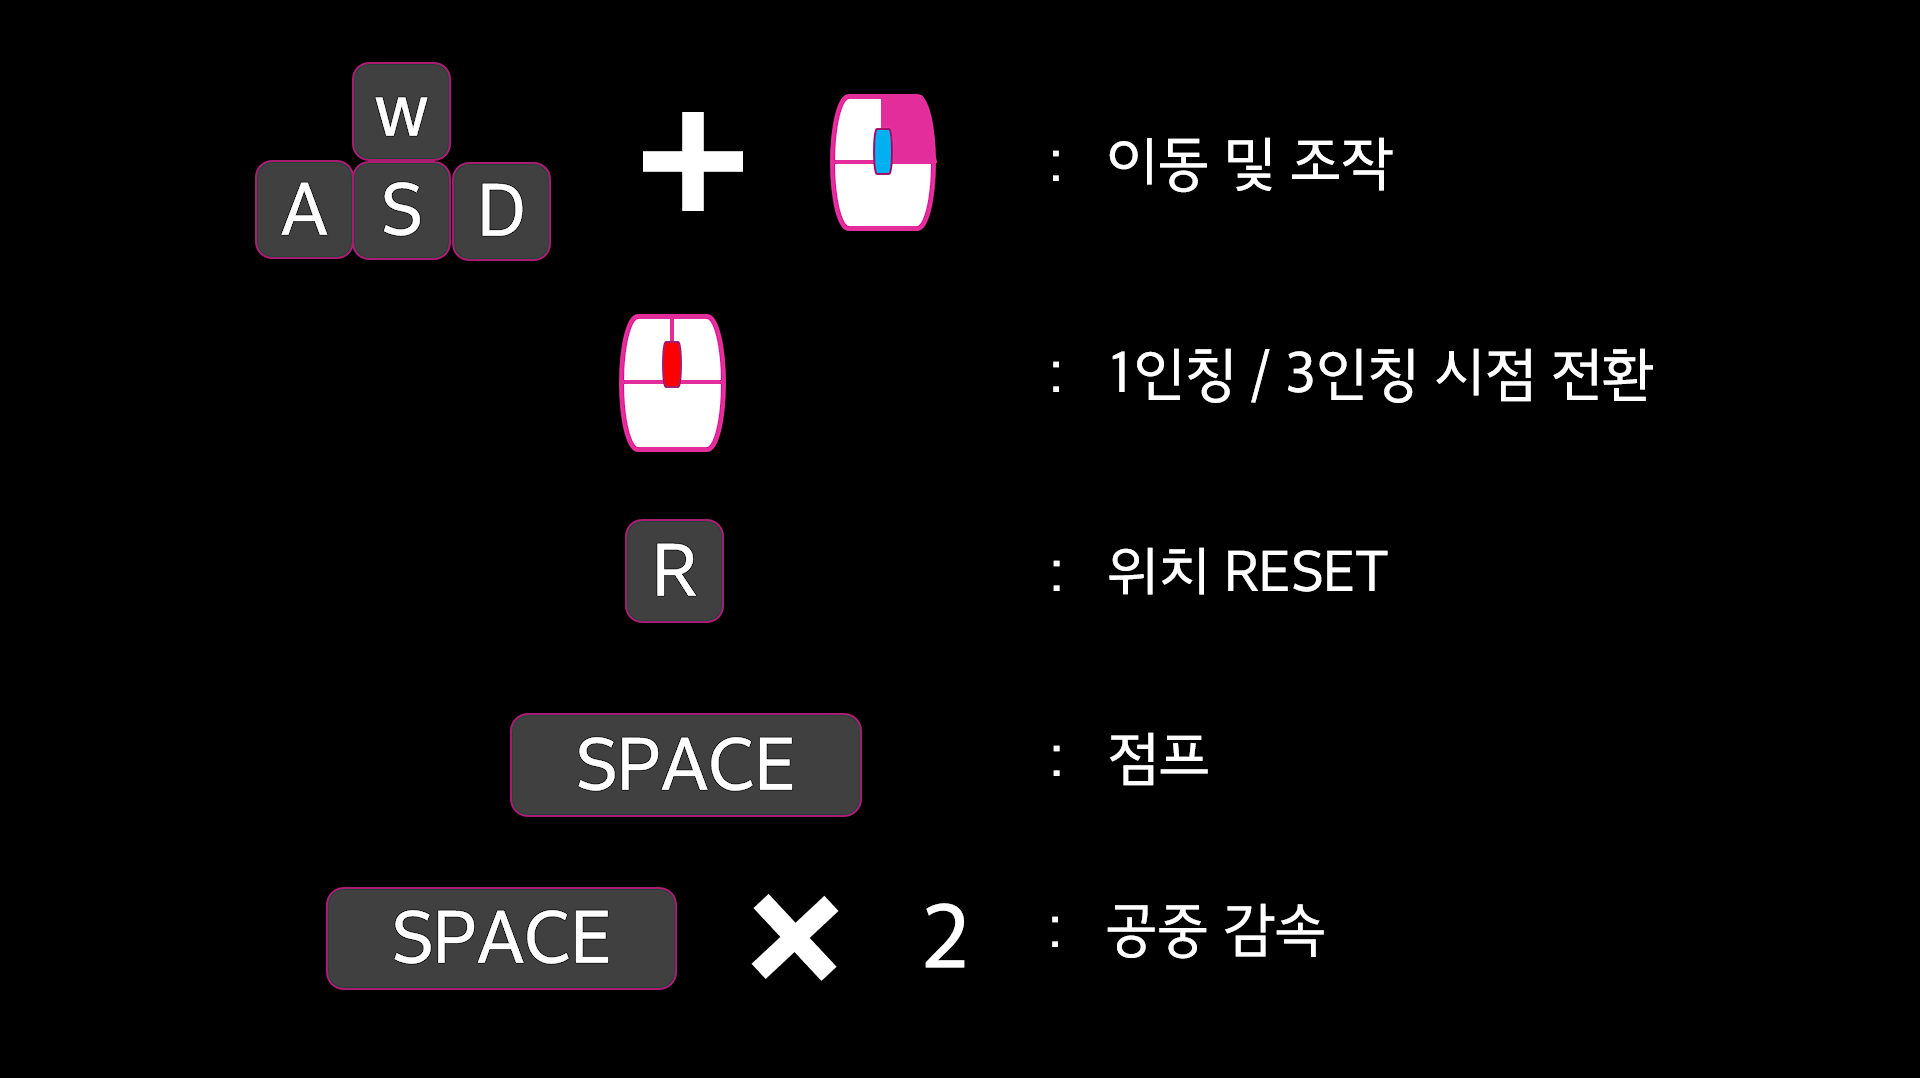 W
A S D + : 이동 및 조작
: 1인칭 / 3인칭 시점 전환
R : 위치 RESET
SPACE : 점프
SPACE × 2 : 공중 감속